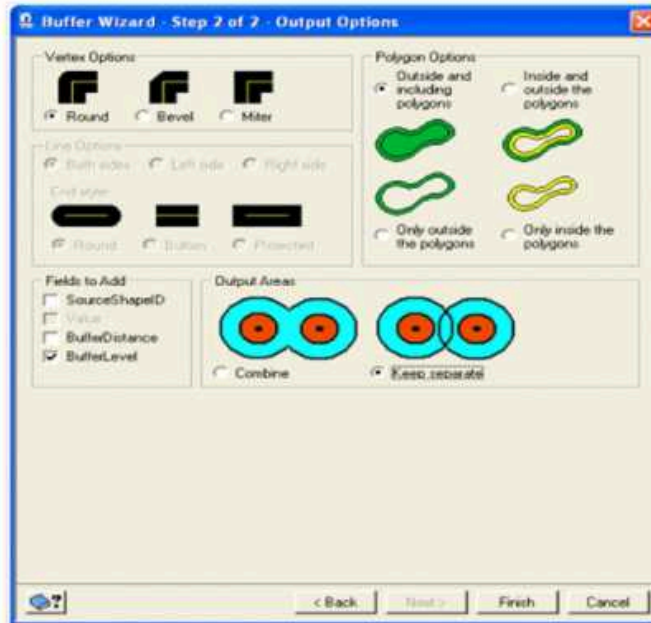 Buffer Wizard - Step 2 of 2 - Output Options
Vertex Options
Round Bevel Miter
Line Options
Both sides Left side Right side
End style
Round Butten Projected
Polygon Options
Outside and including polygons
Inside and outside the polygons
Only outside the polygons
Only inside the polygons
Fields to Add
SourceShapeID
Value
BufferDistance
BufferLevel
Output Areas
Combine Keep separate
?
< Back Next > Finish Cancel